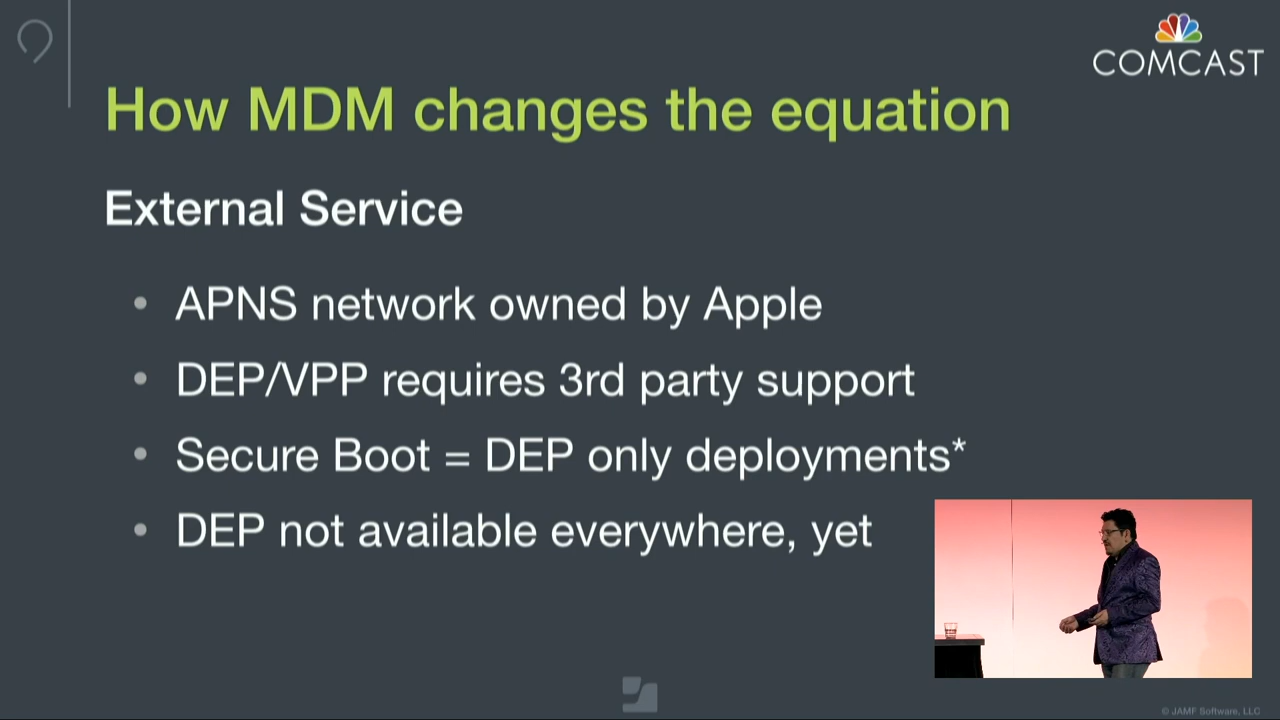 COMCAST
How MDM changes the equation
External Service
• APNS network owned by Apple
• DEP/VPP requires 3rd party support
• Secure Boot = DEP only deployments*
• DEP not available everywhere, yet
© JAMF Software, LLC